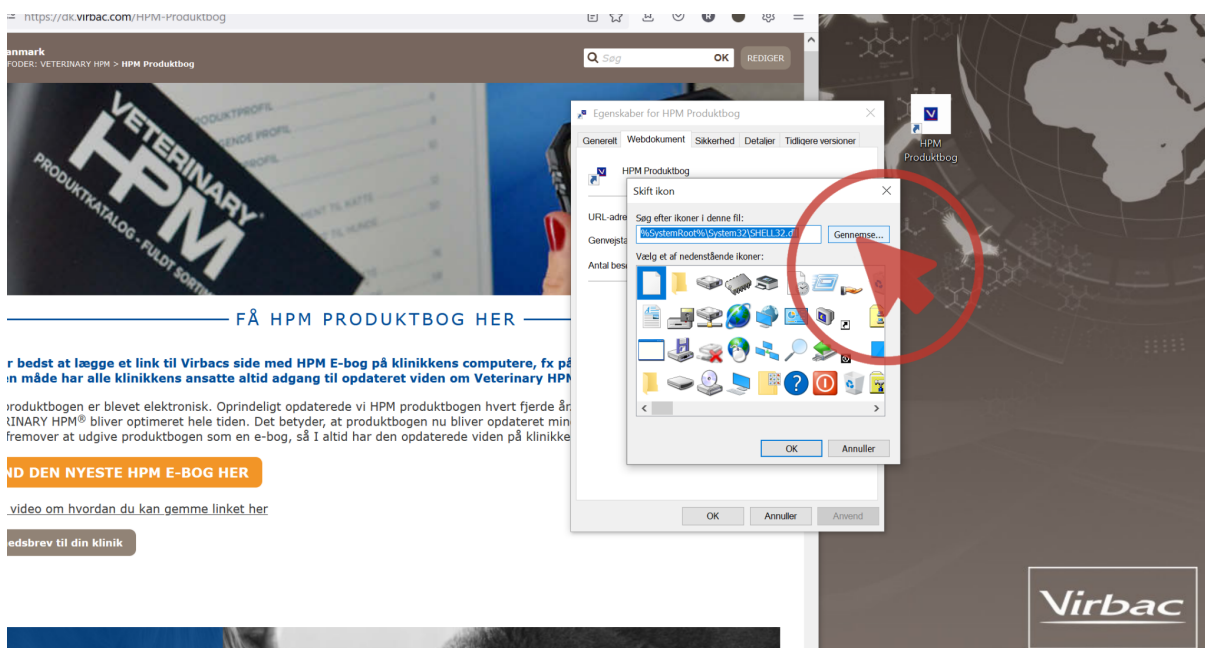 https://dk.virbac.com/HPM-Produktbog
anmark
FODER: VETERINARY HPM > HPM Produktbog
Søg
OK
REDIGER
PRODUKTPROFIL
VETERINARY
HPM
PRODUKTKATALOG - FULDT SORTIM
FÅ HPM PRODUKTBOG HER
r bedst at lægge et link til Virbacs side med HPM E-bog på klinikkens computere, fx på
en måde har alle klinikkens ansatte altid adgang til opdateret viden om Veterinary HPM
produktbogen er blevet elektronisk. Oprindeligt opdaterede vi HPM produktbogen hvert fjerde år.
RINARY HPM® bliver optimeret hele tiden. Det betyder, at produktbogen nu bliver opdateret min
fremover at udgive produktbogen som en e-bog, så I altid har den opdaterede viden på klinikke
ND DEN NYESTE HPM E-BOG HER
video om hvordan du kan gemme linket her
edsbrev til din klinik
Egenskaber for HPM Produktbog
Generelt Webdokument Sikkerhed Detaljer Tidligere versioner
HPM Produktbog
URL-adre
Genvejsta
Antal besø
Skift ikon
Søg efter ikoner i denne fil:
%SystemRoot%\System32\SHELL32.d
Gennemse...
Vælg et af nedenstående ikoner:
OK
Annuller
OK
Annuller
Anvend
HPM
Produktbog
Virbac